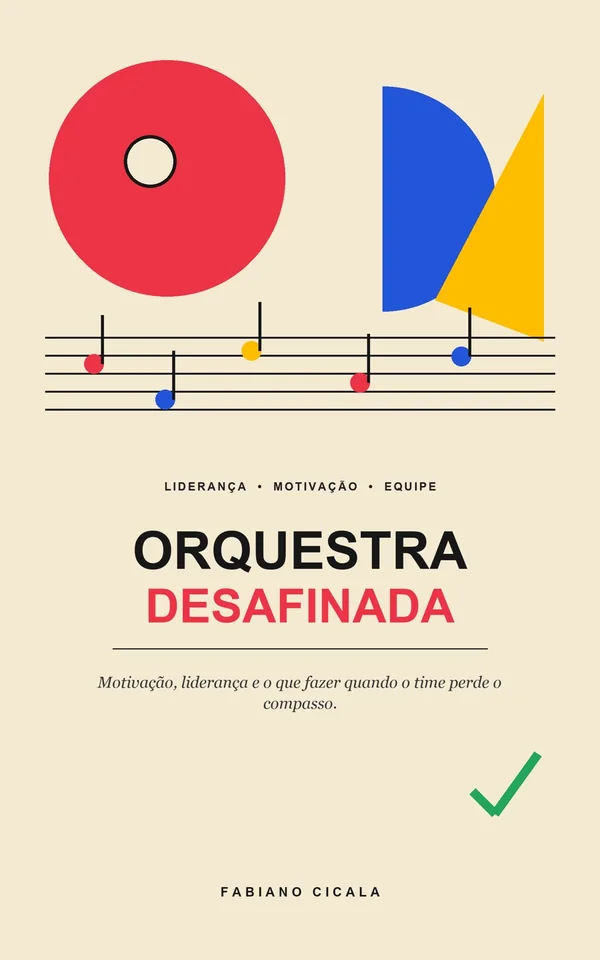 LIDERANÇA • MOTIVAÇÃO • EQUIPE
ORQUESTRA
DESAFINADA
Motivação, liderança e o que fazer quando o time perde o
compasso.
FABIANO CICALA